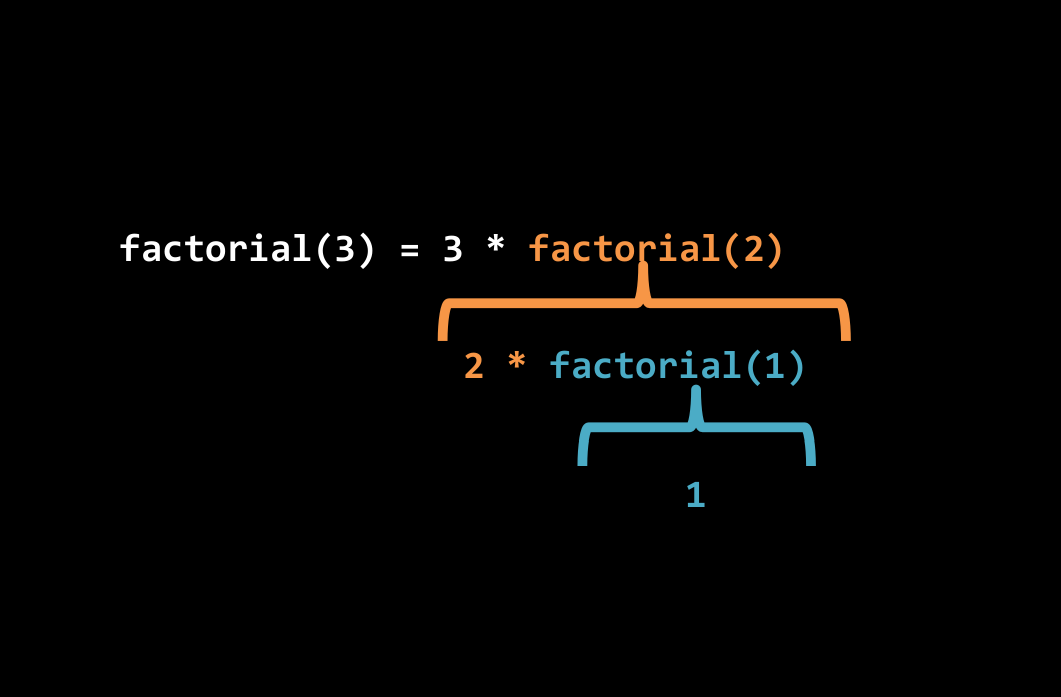 factorial(3) = 3 * factorial(2)
2 * factorial(1)
1